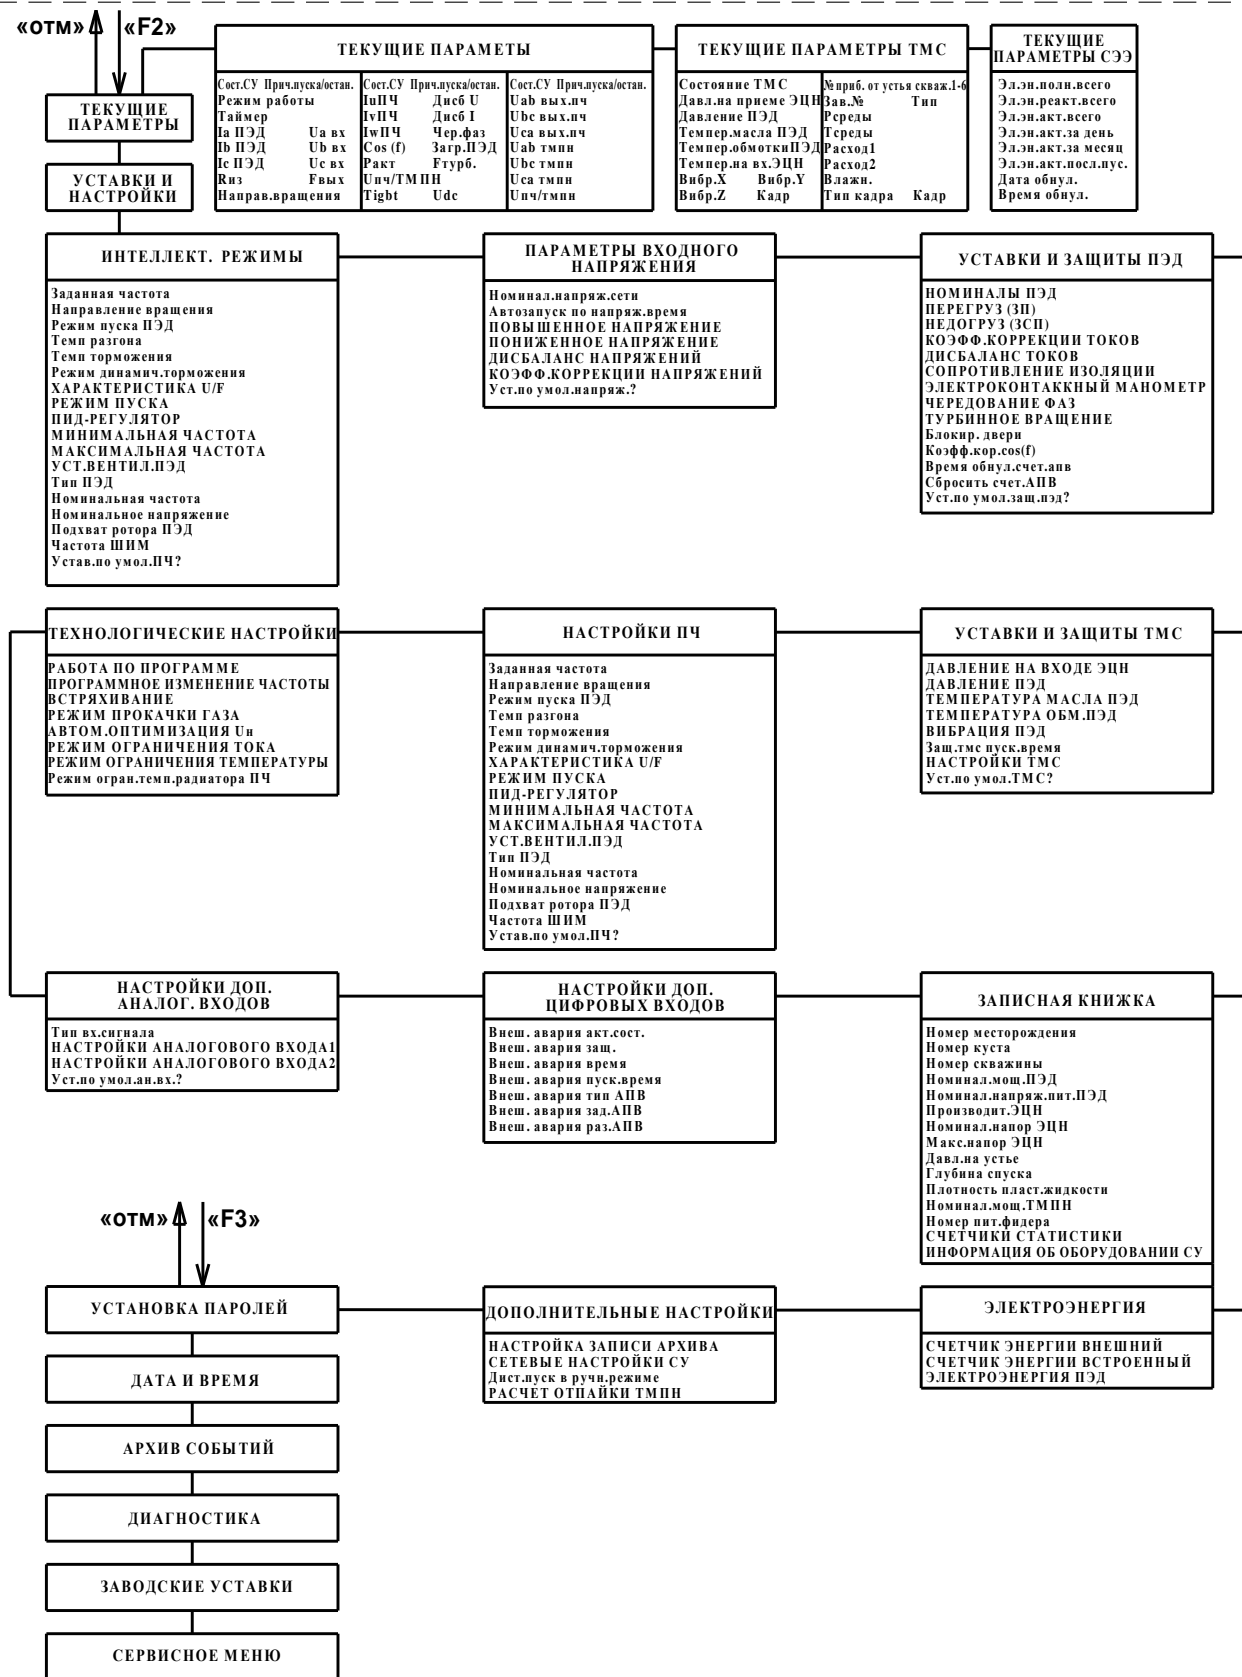 «ОТМ» «F2»
ТЕКУЩИЕ
ПАРАМЕТРЫ
УСТАВКИ И
НАСТРОЙКИ
ТЕКУЩИЕ ПАРАМЕТЫ
Сост.СУ Прич.пуска/остан.
Режим работы
Таймер
Ia ПЭД Ua вх
Ib ПЭД Ub вх
Ic ПЭД Uc вх
Rиз Fвых
Направ.вращения
Сост.СУ Прич.пуска/остан.
IuПЧ Дисб U
IvПЧ Дисб I
IwПЧ Чер.фаз
Cos (f) Загр.ПЭД
Ракт Fтурб.
Uпч/ТМПН
Tigbt Udc
Сост.СУ Прич.пуска/остан.
Uab вых.пч
Ubc вых.пч
Uca вых.пч
Uab тмпн
Ubc тмпн
Uca тмпн
Uпч/тмпн
ТЕКУЩИЕ ПАРАМЕТРЫ ТМС
Состояние ТМС
Давл.на приеме ЭЦН
Давление ПЭД
Темпер.масла ПЭД
Темпер.обмоткиПЭД
Темпер.на вх.ЭЦН
Вибр.X Вибр.Y
Вибр.Z Кадр
№приб. от устья скваж.1-6
Зав.№ Тип
Рсреды
Тсреды
Расход1
Расход2
Влажн.
Тип кадра Кадр
ТЕКУЩИЕ
ПАРАМЕТРЫ СЭЭ
Эл.эн.полн.всего
Эл.эн.реакт.всего
Эл.эн.акт.всего
Эл.эн.акт.за день
Эл.эн.акт.за месяц
Эл.эн.акт.посл.пус.
Дата обнул.
Время обнул.
ИНТЕЛЛЕКТ. РЕЖИМЫ
Заданная частота
Направление вращения
Режим пуска ПЭД
Темп разгона
Темп торможения
Режим динамич.торможения
ХАРАКТЕРИСТИКА U/F
РЕЖИМ ПУСКА
ПИД-РЕГУЛЯТОР
МИНИМАЛЬНАЯ ЧАСТОТА
МАКСИМАЛЬНАЯ ЧАСТОТА
УСТ.ВЕНТИЛ.ПЭД
Тип ПЭД
Номинальная частота
Номинальное напряжение
Подхват ротора ПЭД
Частота ШИМ
Устав.по умол.ПЧ?
ПАРАМЕТРЫ ВХОДНОГО
НАПРЯЖЕНИЯ
Номинал.напряж.сети
Автозапуск по напряж.время
ПОВЫШЕННОЕ НАПРЯЖЕНИЕ
ПОНИЖЕННОЕ НАПРЯЖЕНИЕ
ДИСБАЛАНС НАПРЯЖЕНИЙ
КОЭФФ.КОРРЕКЦИИ НАПРЯЖЕНИЙ
Уст.по умол.напряж.?
УСТАВКИ И ЗАЩИТЫ ПЭД
НОМИНАЛЫ ПЭД
ПЕРЕГРУЗ (ЗП)
НЕДОГРУЗ (ЗСП)
КОЭФФ.КОРРЕКЦИИ ТОКОВ
ДИСБАЛАНС ТОКОВ
СОПРОТИВЛЕНИЕ ИЗОЛЯЦИИ
ЭЛЕКТРОКОНТАККНЫЙ МАНОМЕТР
ЧЕРЕДОВАНИЕ ФАЗ
ТУРБИННОЕ ВРАЩЕНИЕ
Блокир. двери
Коэфф.кор.cos(f)
Время обнул.счет.апв
Сбросить счет.АПВ
Уст.по умол.защ.пэд?
ТЕХНОЛОГИЧЕСКИЕ НАСТРОЙКИ
РАБОТА ПО ПРОГРАММЕ
ПРОГРАММНОЕ ИЗМЕНЕНИЕ ЧАСТОТЫ
ВСТРЯХИВАНИЕ
РЕЖИМ ПРОКАЧКИ ГАЗА
АВТОМ.ОПТИМИЗАЦИЯ Uн
РЕЖИМ ОГРАНИЧЕНИЯ ТОКА
РЕЖИМ ОГРАНИЧЕНИЯ ТЕМПЕРАТУРЫ
Режим огран.темп.радиатора ПЧ
НАСТРОЙКИ ПЧ
Заданная частота
Направление вращения
Режим пуска ПЭД
Темп разгона
Темп торможения
Режим динамич.торможения
ХАРАКТЕРИСТИКА U/F
РЕЖИМ ПУСКА
ПИД-РЕГУЛЯТОР
МИНИМАЛЬНАЯ ЧАСТОТА
МАКСИМАЛЬНАЯ ЧАСТОТА
УСТ.ВЕНТИЛ.ПЭД
Тип ПЭД
Номинальная частота
Номинальное напряжение
Подхват ротора ПЭД
Частота ШИМ
Устав.по умол.ПЧ?
УСТАВКИ И ЗАЩИТЫ ТМС
ДАВЛЕНИЕ НА ВХОДЕ ЭЦН
ДАВЛЕНИЕ ПЭД
ТЕМПЕРАТУРА МАСЛА ПЭД
ТЕМПЕРАТУРА ОБМ.ПЭД
ВИБРАЦИЯ ПЭД
Защ.тмс пуск.время
НАСТРОЙКИ ТМС
Уст.по умол.ТМС?
НАСТРОЙКИ ДОП.
АНАЛОГ. ВХОДОВ
Тип вх.сигнала
НАСТРОЙКИ АНАЛОГОВОГО ВХОДА1
НАСТРОЙКИ АНАЛОГОВОГО ВХОДА2
Уст.по умол.ан.вх.?
НАСТРОЙКИ ДОП.
ЦИФРОВЫХ ВХОДОВ
Внеш. авария акт.сост.
Внеш. авария защ.
Внеш. авария время
Внеш. авария пуск.время
Внеш. авария тип АПВ
Внеш. авария зад.АПВ
Внеш. авария раз.АПВ
ЗАПИСНАЯ КНИЖКА
Номер месторождения
Номер куста
Номер скважины
Номинал.мощ.ПЭД
Номинал.напряж.пит.ПЭД
Производит.ЭЦН
Номинал.напор ЭЦН
Макс.напор ЭЦН
Давл.на устье
Глубина спуска
Плотность пласт.жидкости
Номинал.мощ.ТМПН
Номер пит.фидера
СЧЕТЧИКИ СТАТИСТИКИ
ИНФОРМАЦИЯ ОБ ОБОРУДОВАНИИ СУ
«ОТМ» «F3»
УСТАНОВКА ПАРОЛЕЙ
ДОПОЛНИТЕЛЬНЫЕ НАСТРОЙКИ
НАСТРОЙКА ЗАПИСИ АРХИВА
СЕТЕВЫЕ НАСТРОЙКИ СУ
Дист.пуск в ручн.режиме
РАСЧЕТ ОТПАЙКИ ТМПН
ЭЛЕКТРОЭНЕРГИЯ
СЧЕТЧИК ЭНЕРГИИ ВНЕШНИЙ
СЧЕТЧИК ЭНЕРГИИ ВСТРОЕННЫЙ
ЭЛЕКТРОЭНЕРГИЯ ПЭД
ДАТА И ВРЕМЯ
АРХИВ СОБЫТИЙ
ДИАГНОСТИКА
ЗАВОДСКИЕ УСТАВКИ
СЕРВИСНОЕ МЕНЮ